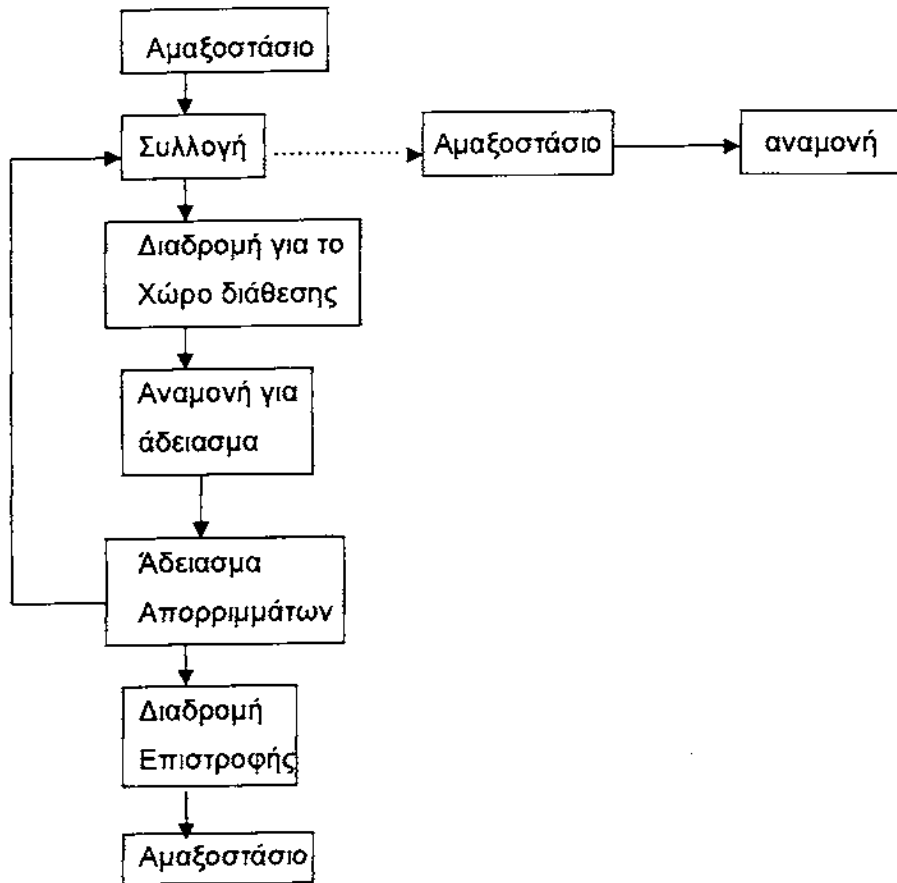 Αμαξοστάσιο
Συλλογή
Αμαξοστάσιο
αναμονή
Διαδρομή για το
Χώρο διάθεσης
Αναμονή για
άδειασμα
Άδειασμα
Απορριμμάτων
Διαδρομή
Επιστροφής
Αμαξοστάσιο